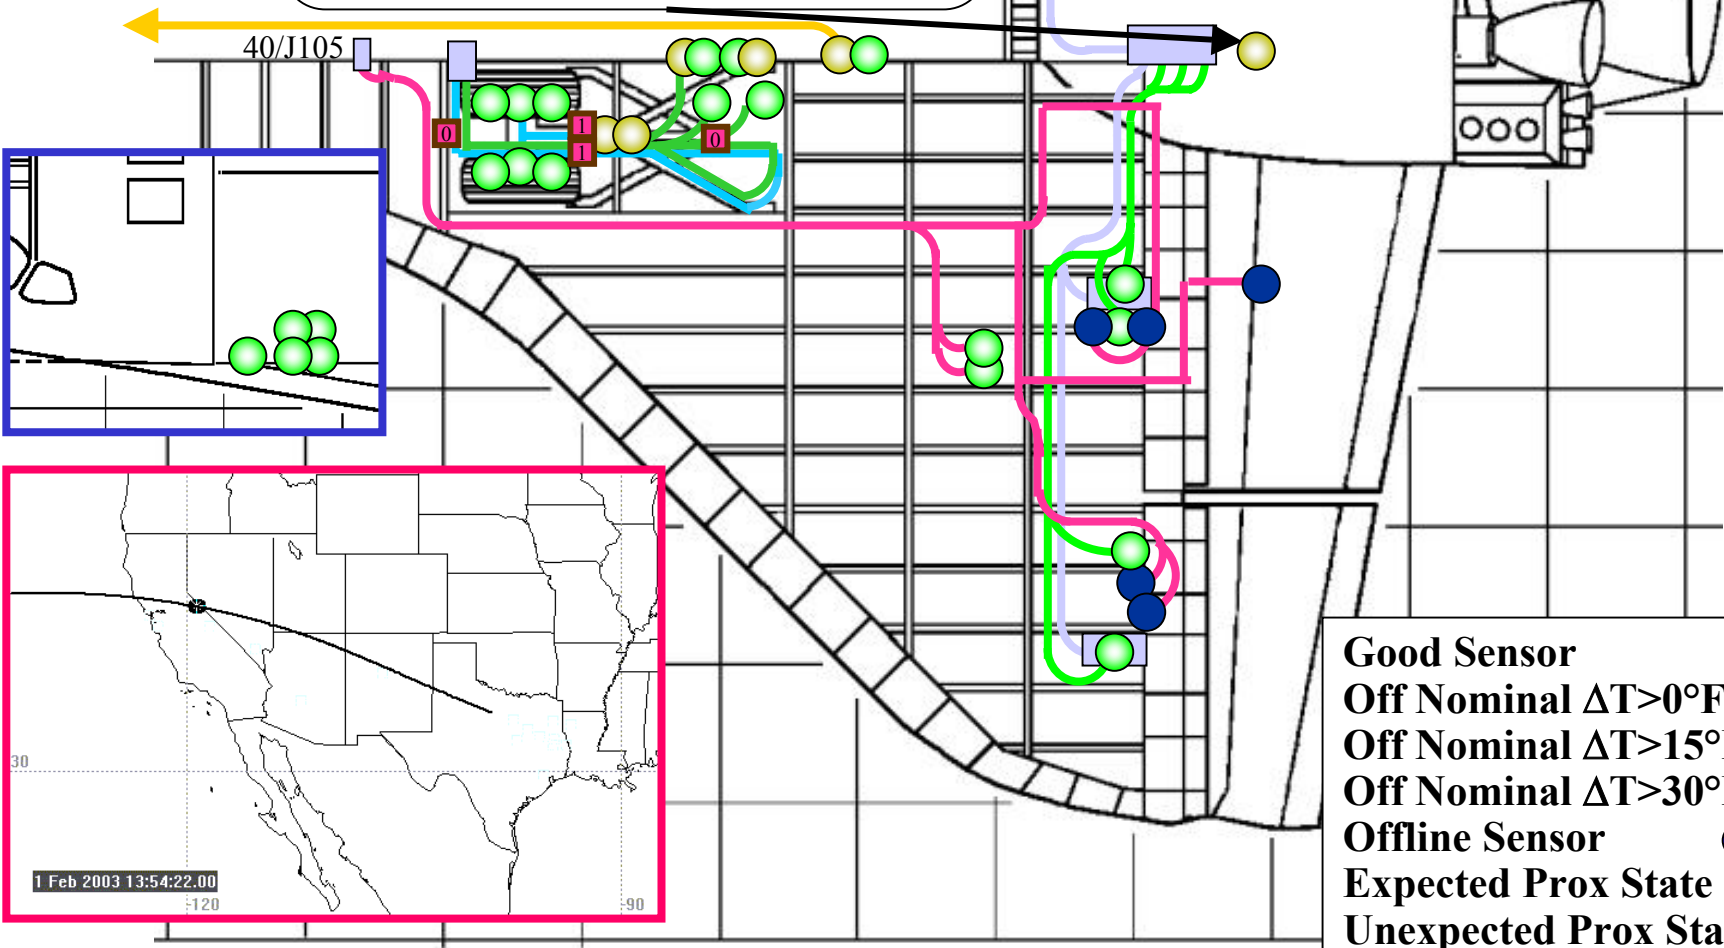 40/J105
0
1
1
0
30
1 Feb 2003 13:54:22.00
-120
-90
Good Sensor
Off Nominal ΔT>0°F
Off Nominal ΔT>15°
Off Nominal ΔT>30°
Offline Sensor
Expected Prox State
Unexpected Prox Sta